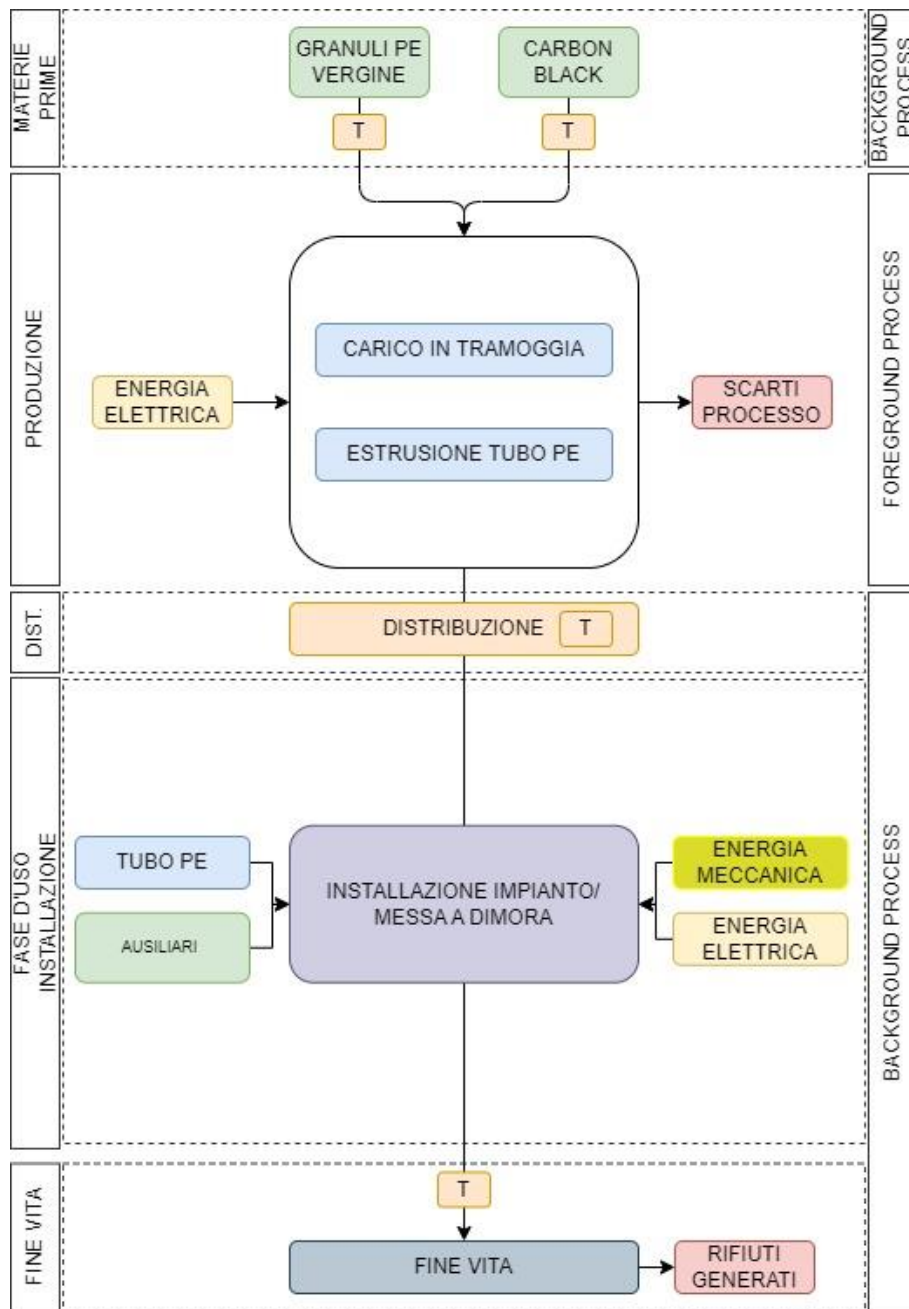 MATERIE
PRIME
GRANULI PE
VERGINE
CARBON
BLACK
T
T
BACKGROUND
PROCESS
PRODUZIONE
CARICO IN TRAMOGGIA
ENERGIA
ELETTRICA
ESTRUSIONE TUBO PE
SCARTI
PROCESSO
FOREGROUND PROCESS
DIST.
DISTRIBUZIONE
T
FASE D'USO
INSTALLAZIONE
TUBO PE
AUSILIARI
INSTALLAZIONE IMPIANTO/
MESSA A DIMORA
ENERGIA
MECCANICA
ENERGIA
ELETTRICA
BACKGROUND PROCESS
FINE VITA
T
FINE VITA
RIFIUTI
GENERATI